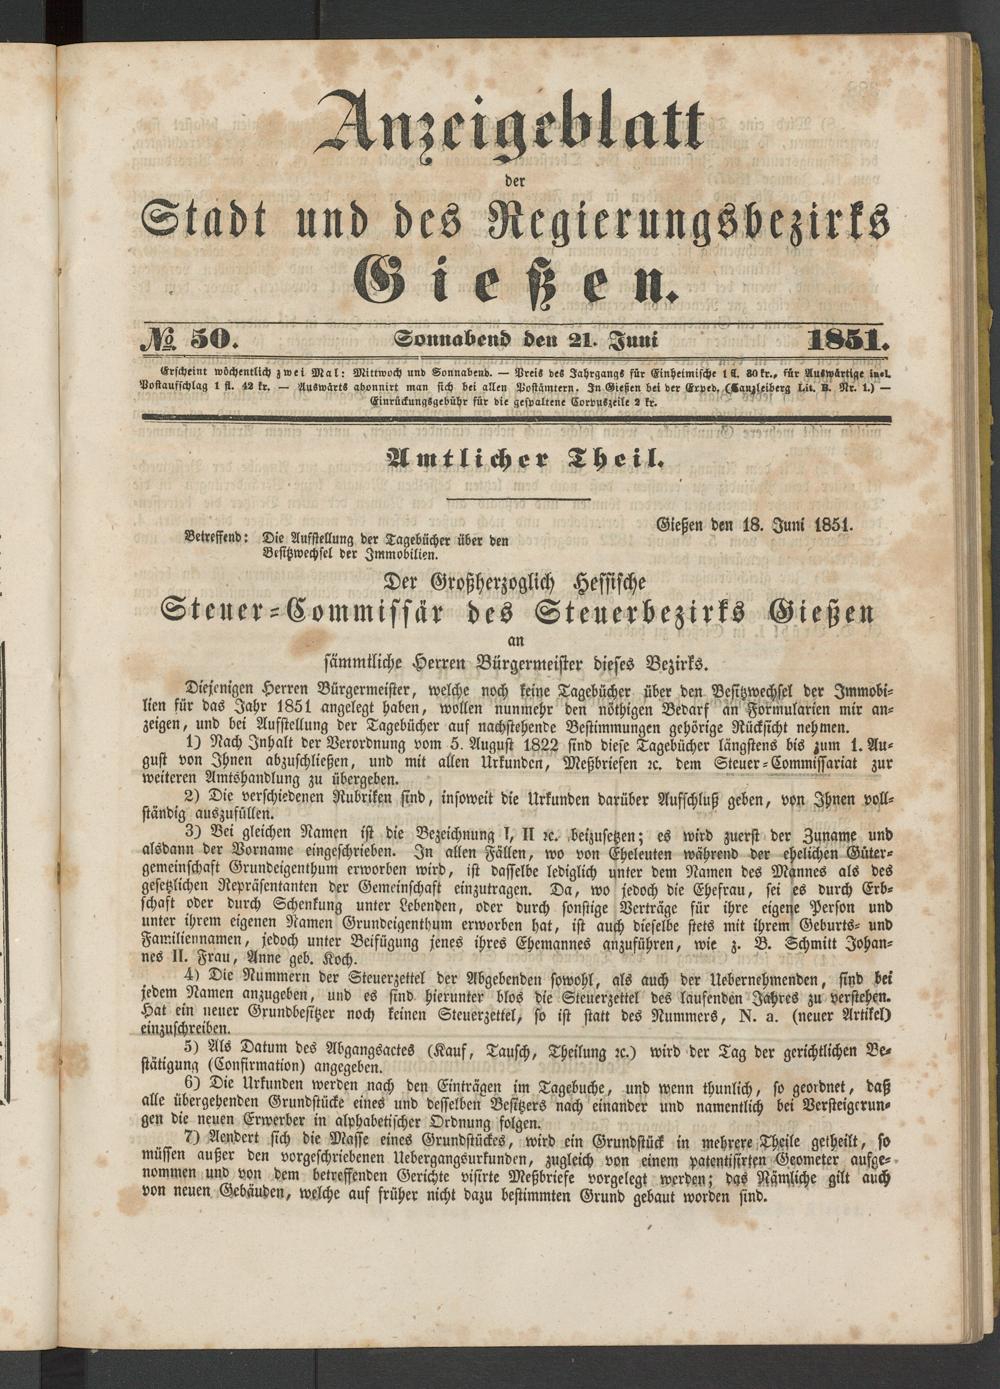 Anzeigeblatt
der
Stadt und des Regierungsbezirks
Gießen.
№ 50. Sonnabend den 21. Juni 1851.
Erscheint wöchentlich zwei Mal: Mittwoch und Sonnabend. — Preis des Jahrgangs für Einheimische 1 fl. 30 kr., für Auswärtige incl.
Postaufschlag 1 fl. 42 kr. — Auswärts abonnirt man sich bei allen Postämtern. In Gießen bei der Exped. (Canzleiberg Lit. B. Nr. 1.) —
Einrückungsgebühr für die gespaltene Corpuszeile 2 kr.
Amtlicher Theil.
Gießen den 18. Juni 1851.
Betreffend: Die Aufstellung der Tagebücher über den
Besitzwechsel der Immobilien.
Der Großherzoglich Hessische
Steuer-Commissär des Steuerbezirks Gießen
an
sämmtliche Herren Bürgermeister dieses Bezirks.
Diejenigen Herren Bürgermeister, welche noch keine Tagebücher über den Besitzwechsel der Immobi-
lien für das Jahr 1851 angelegt haben, wollen nunmehr den nöthigen Bedarf an Formularien mir an-
zeigen, und bei Aufstellung der Tagebücher auf nachstehende Bestimmungen gehörige Rücksicht nehmen.
1) Nach Inhalt der Verordnung vom 5. August 1822 sind diese Tagebücher längstens bis zum 1. Au-
gust von Ihnen abzuschließen, und mit allen Urkunden, Meßbriefen ꝛc. dem Steuer-Commissariat zur
weiteren Amtshandlung zu übergeben.
2) Die verschiedenen Rubriken sind, insoweit die Urkunden darüber Aufschluß geben, von Ihnen voll-
ständig auszufüllen.
3) Bei gleichen Namen ist die Bezeichnung I, II ꝛc. beizusetzen; es wird zuerst der Zuname und
alsdann der Vorname eingeschrieben. In allen Fällen, wo von Eheleuten während der ehelichen Güter-
gemeinschaft Grundeigenthum erworben wird, ist dasselbe lediglich unter dem Namen des Mannes als des
gesetzlichen Repräsentanten der Gemeinschaft einzutragen. Da, wo jedoch die Ehefrau, sei es durch Erb-
schaft oder durch Schenkung unter Lebenden, oder durch sonstige Verträge für ihre eigene Person und
unter ihrem eigenen Namen Grundeigenthum erworben hat, ist auch dieselbe stets mit ihrem Geburts- und
Familiennamen, jedoch unter Beifügung jenes ihres Ehemannes anzuführen, wie z. B. Schmitt Johan-
nes II. Frau, Anne geb. Koch.
4) Die Nummern der Steuerzettel der Abgebenden sowohl, als auch der Uebernehmenden, sind bei
jedem Namen anzugeben, und es sind hierunter blos die Steuerzettel des laufenden Jahres zu verstehen.
Hat ein neuer Grundbesitzer noch keinen Steuerzettel, so ist statt des Nummers, N. a. (neuer Artikel)
einzuschreiben.
5) Als Datum des Abgangsactes (Kauf, Tausch, Theilung ꝛc.) wird der Tag der gerichtlichen Be-
stätigung (Confirmation) angegeben.
6) Die Urkunden werden nach den Einträgen im Tagebuche, und wenn thunlich, so geordnet, daß
alle übergehenden Grundstücke eines und desselben Besitzers nach einander und namentlich bei Versteigerun-
gen die neuen Erwerber in alphabetischer Ordnung folgen.
7) Aendert sich die Masse eines Grundstückes, wird ein Grundstück in mehrere Theile getheilt, so
müssen außer den vorgeschriebenen Uebergangsurkunden, zugleich von einem patentisirten Geometer aufge-
nommen und von dem betreffenden Gerichte visirte Meßbriefe vorgelegt werden; das Nämliche gilt auch
von neuen Gebäuden, welche auf früher nicht dazu bestimmten Grund gebaut worden sind.